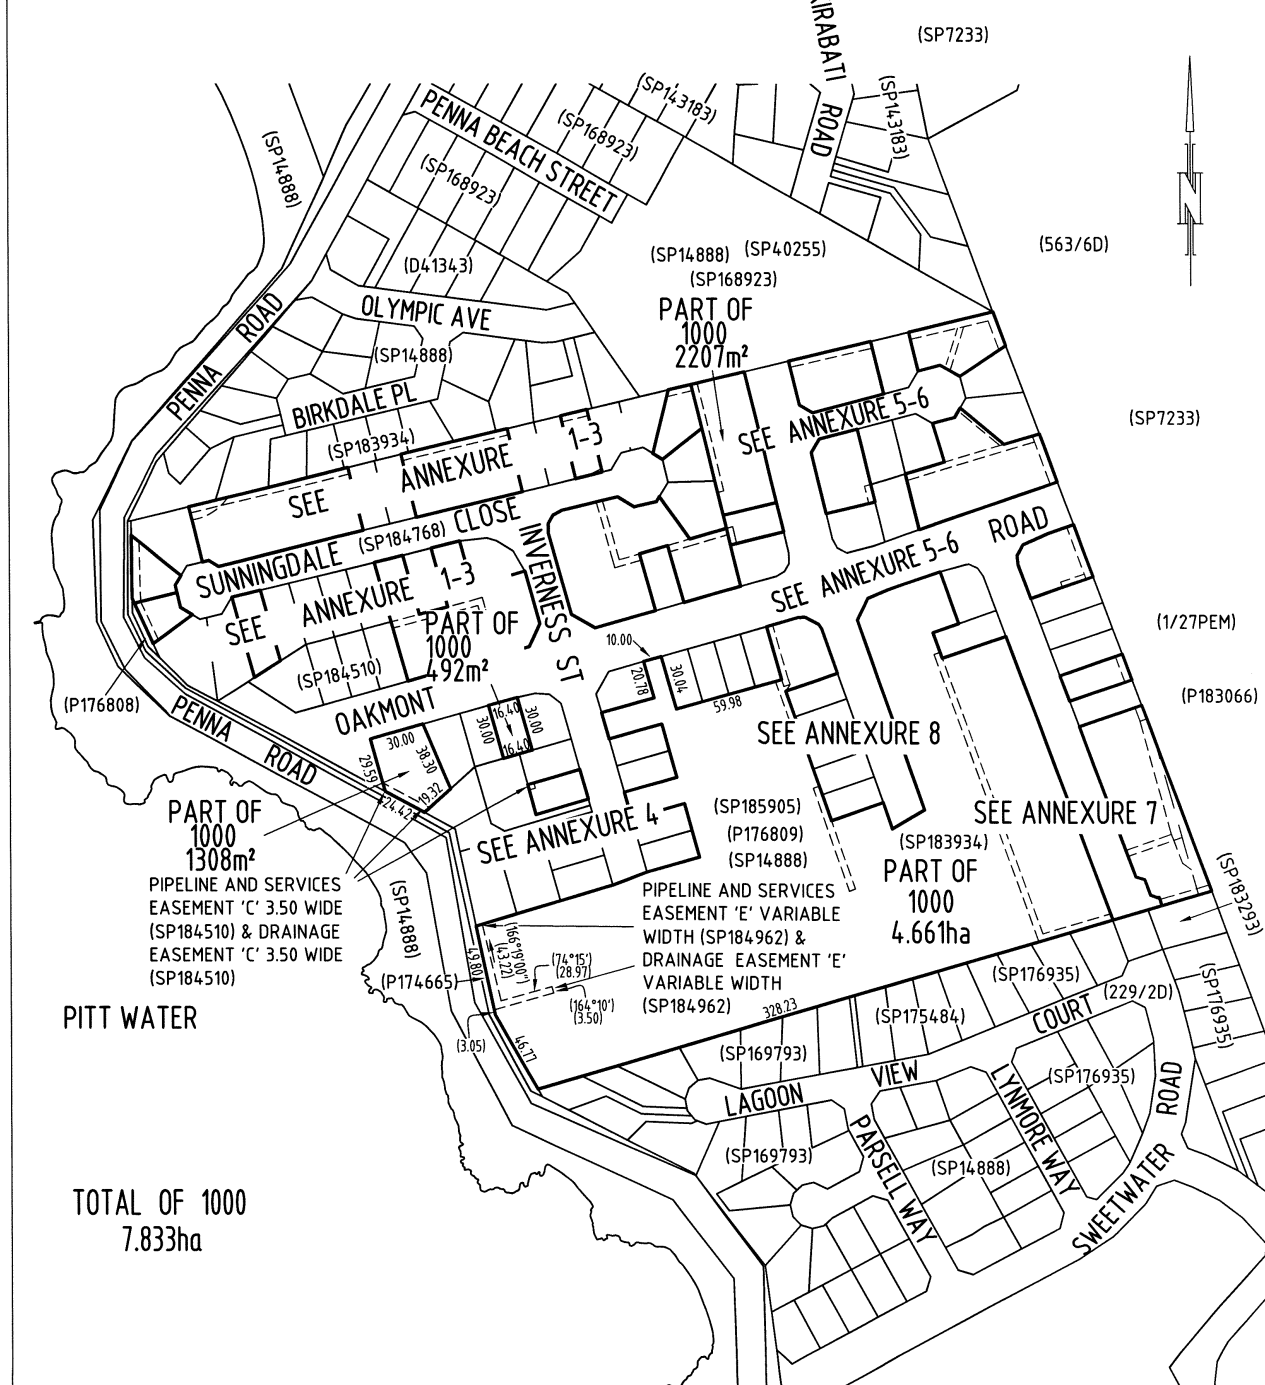 (SP7233)
KIRABATI ROAD
(SP143183)
(SP143183)
(SP168923)
PENNA BEACH STREET
(SP168923)
(SP14888)
N
(563/6D)
(SP14888) (SP40255)
(SP168923)
(D41343)
OLYMPIC AVE
PART OF
1000
2207m²
PENNA ROAD
(SP14888)
BIRKDALE PL
(SP183934)
SEE ANNEXURE 5-6
(SP7233)
SEE ANNEXURE 1-3
SUNNINGDALE (SP184768) CLOSE
INVERNESS ST
SEE ANNEXURE 5-6 ROAD
SEE ANNEXURE 1-3
PART OF
1000
492m²
10.00
(1/27PEM)
(SP184510)
20.78
30.04
59.98
(P176808)
(P183066)
OAKMONT
PENNA ROAD
30.00
29.59
38.30
19.32
24.42
16.40
30.00
30.00
16.40
SEE ANNEXURE 8
PART OF
1000
1308m²
SEE ANNEXURE 4
(SP185905)
(P176809)
(SP14888)
SEE ANNEXURE 7
(SP183934)
PART OF
1000
4.661ha
PIPELINE AND SERVICES
EASEMENT 'C' 3.50 WIDE
(SP184510) & DRAINAGE
EASEMENT 'C' 3.50 WIDE
(SP184510)
(SP14888)
PIPELINE AND SERVICES
EASEMENT 'E' VARIABLE
WIDTH (SP184962) &
DRAINAGE EASEMENT 'E'
VARIABLE WIDTH
(SP184962)
(SP183293)
(166°19'00")
(43.22)
49.80
(74°15')
(28.97)
(164°10')
(3.50)
(P174665)
(SP176935)
(229/2D)
(SP176935)
PITT WATER
328.23
(SP175484)
COURT
(3.05)
46.77
(SP169793)
LAGOON VIEW
LYNMORE WAY
(SP176935)
ROAD
(SP169793)
PARSELL WAY
(SP14888)
SWEETWATER
TOTAL OF 1000
7.833ha